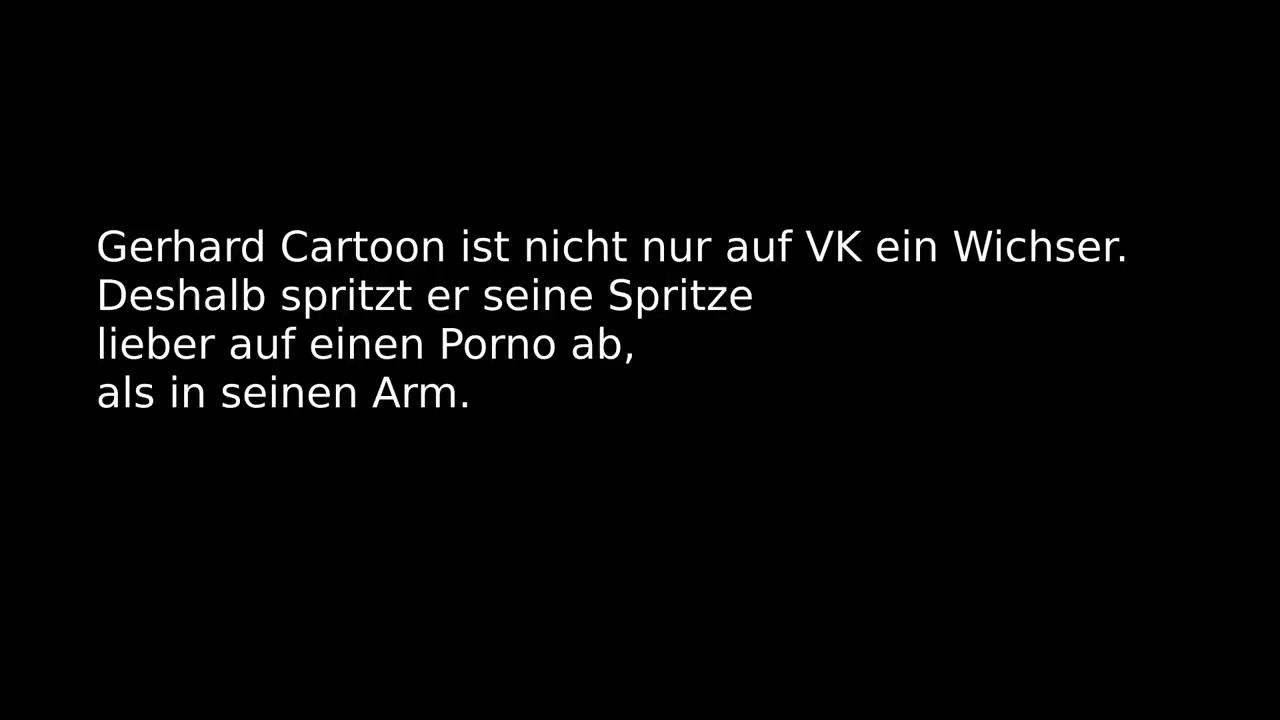 Gerhard Cartoon ist nicht nur auf VK ein Wichser.
Deshalb spritzt er seine Spritze
lieber auf einen Porno ab,
als in seinen Arm.